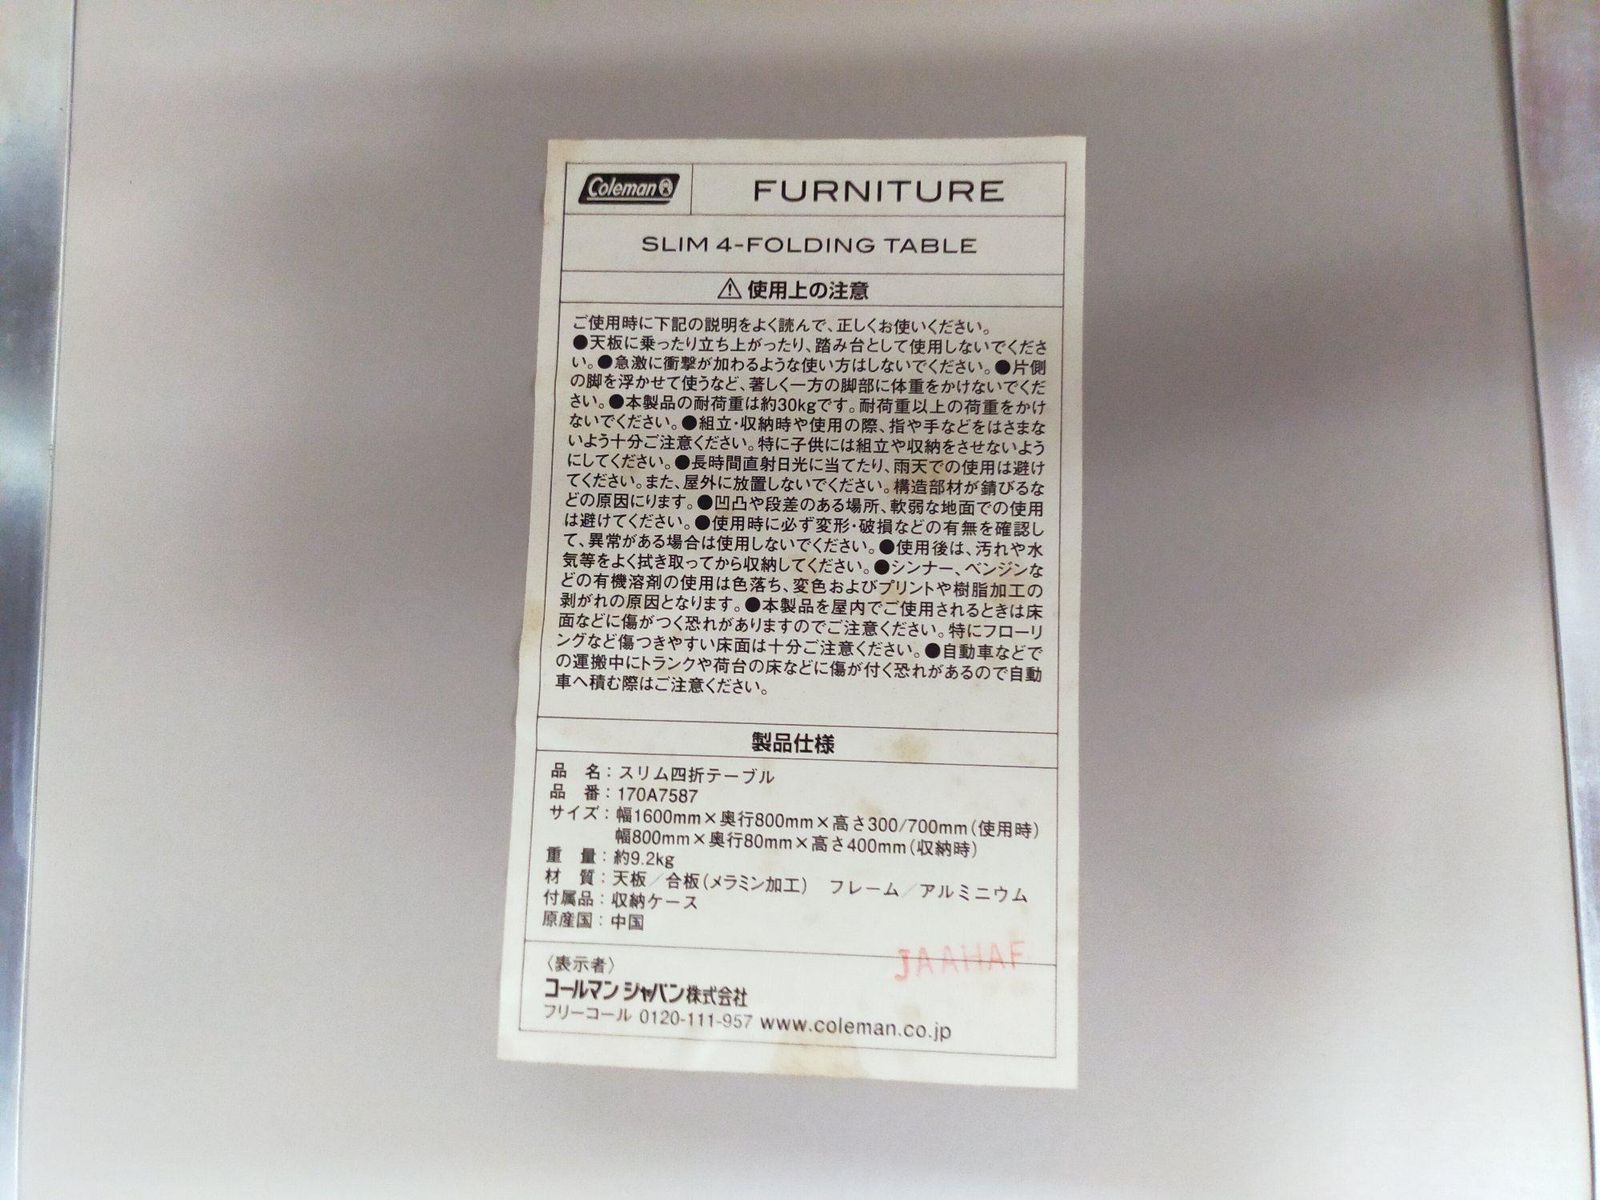 Coleman
FURNITURE
SLIM 4-FOLDING TABLE
⚠ 使用上の注意
ご使用時に下記の説明をよく読んで、正しくお使いください。
●天板に乗ったり立ち上がったり、踏み台として使用しないでくださ
い。●急激に衝撃が加わるような使い方はしないでください。●片側
の脚を浮かせて使うなど、著しく一方の脚部に体重をかけないでくだ
さい。●本製品の耐荷重は約30kgです。耐荷重以上の荷重をかけ
ないでください。●組立・収納時や使用の際、指や手などをはさまな
いよう十分ご注意ください。特に子供には組立や収納をさせないよう
にしてください。●長時間直射日光に当てたり、雨天での使用は避け
てください。また、屋外に放置しないでください。構造部材が錆びるな
どの原因にります。●凹凸や段差のある場所、軟弱な地面での使用
は避けてください。●使用時に必ず変形・破損などの有無を確認し
て、異常がある場合は使用しないでください。●使用後は、汚れや水
気等をよく拭き取ってから収納してください。●シンナー、ベンジンな
どの有機溶剤の使用は色落ち、変色およびプリントや樹脂加工の
剥がれの原因となります。●本製品を屋内でご使用されるときは床
面などに傷がつく恐れがありますのでご注意ください。特にフローリ
ングなど傷つきやすい床面は十分ご注意ください。●自動車などで
の運搬中にトランクや荷台の床などに傷が付く恐れがあるので自動
車へ積む際はご注意ください。
製品仕様
品 名：スリム四折テーブル
品 番：170A7587
サイズ：幅1600mm×奥行800mm×高さ300/700mm（使用時）
幅800mm×奥行80mm×高さ400mm（収納時）
重 量：約9.2kg
材 質：天板／合板（メラミン加工） フレーム／アルミニウム
付属品：収納ケース
原産国：中国
JAAHAF
〈表示者〉
コールマン ジャパン株式会社
フリーコール 0120-111-957 www.coleman.co.jp